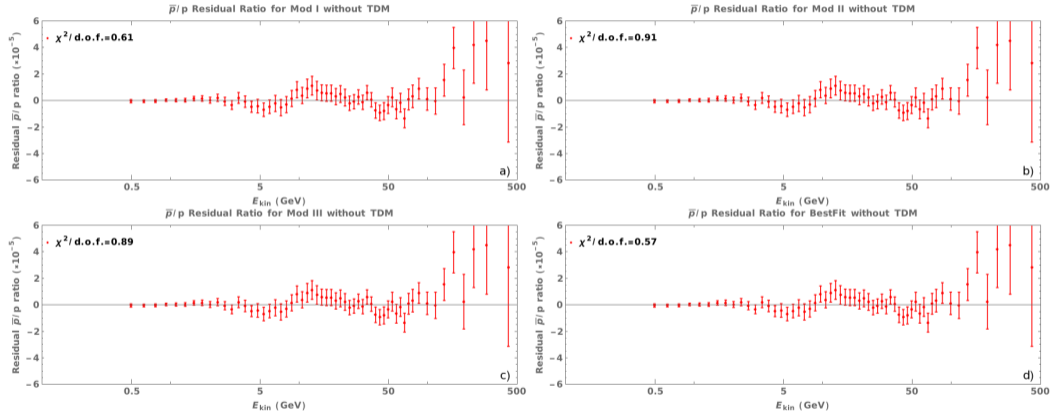 p̅/p Residual Ratio for Mod I without TDM
Residual p̅/p ratio (*10⁻⁵)
6
4
2
0
−2
−4
−6
χ²/d.o.f.=0.61
a)
0.5
5
50
500
E_kin (GeV)
p̅/p Residual Ratio for Mod II without TDM
Residual p̅/p ratio (*10⁻⁵)
6
4
2
0
−2
−4
−6
χ²/d.o.f.=0.91
b)
0.5
5
50
500
E_kin (GeV)
p̅/p Residual Ratio for Mod III without TDM
Residual p̅/p ratio (*10⁻⁵)
6
4
2
0
−2
−4
−6
χ²/d.o.f.=0.89
c)
0.5
5
50
500
E_kin (GeV)
p̅/p Residual Ratio for BestFit without TDM
Residual p̅/p ratio (*10⁻⁵)
6
4
2
0
−2
−4
−6
χ²/d.o.f.=0.57
d)
0.5
5
50
500
E_kin (GeV)